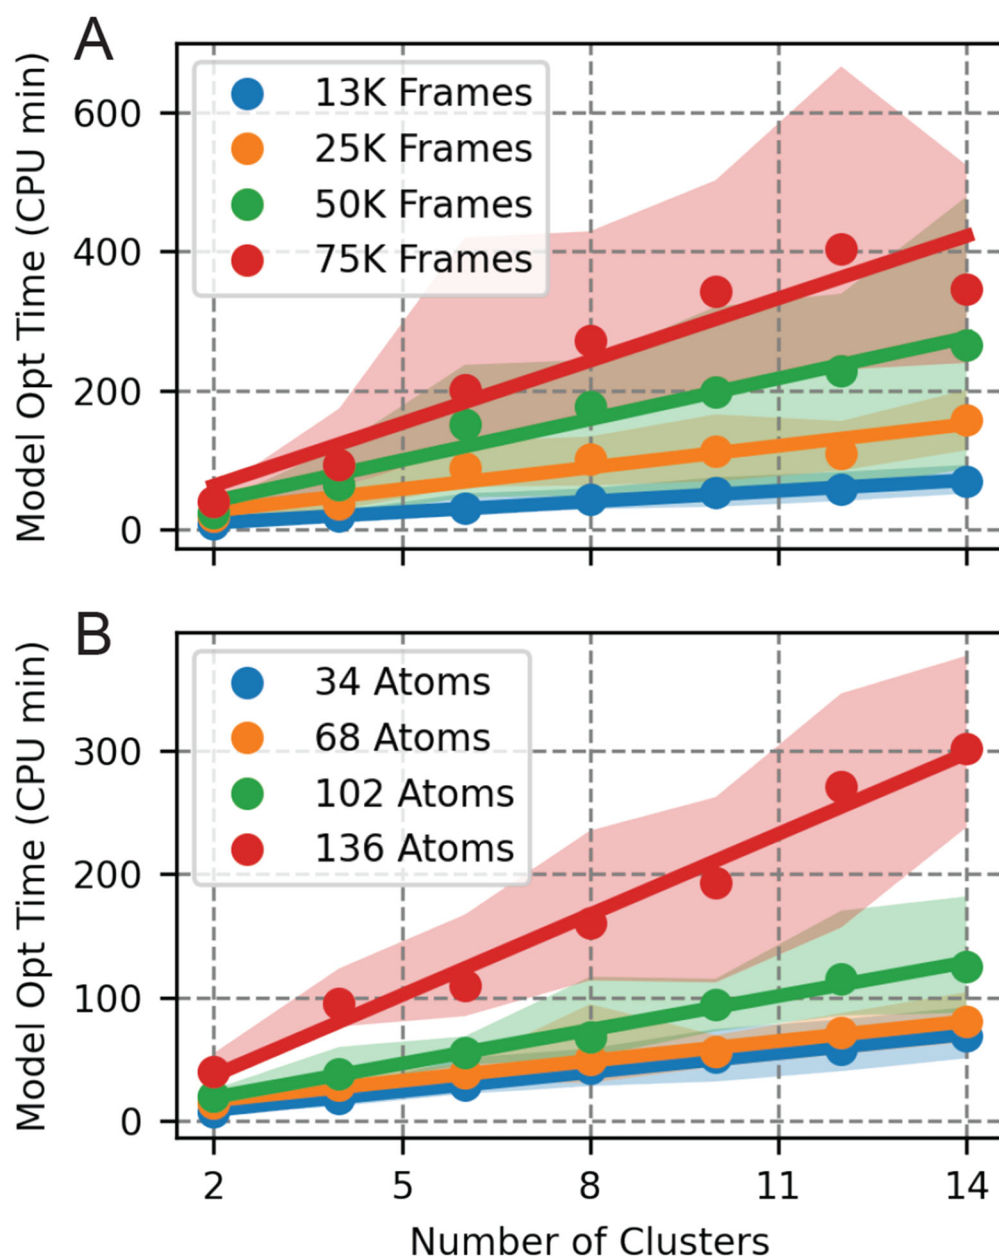 A
Model Opt Time (CPU min)
600
400
200
0
13K Frames
25K Frames
50K Frames
75K Frames
B
Model Opt Time (CPU min)
300
200
100
0
34 Atoms
68 Atoms
102 Atoms
136 Atoms
2 5 8 11 14
Number of Clusters